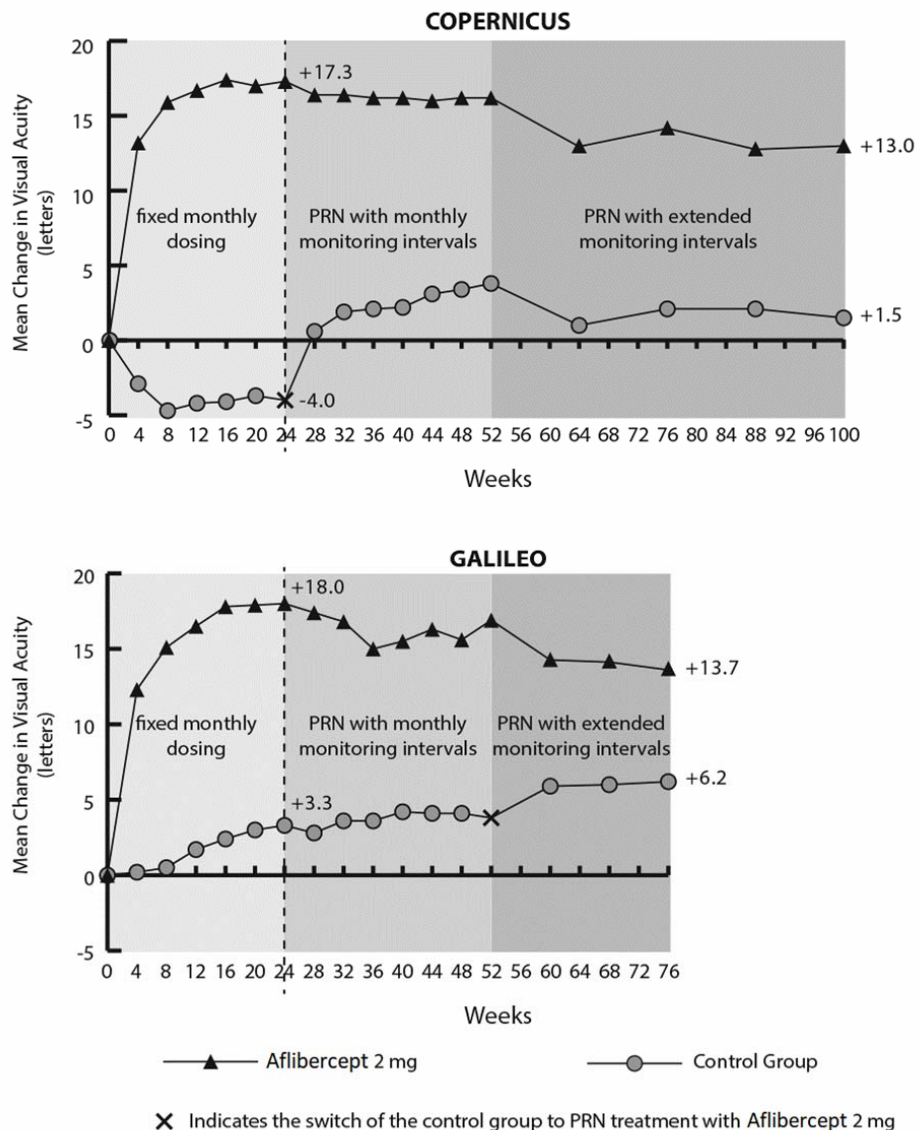 COPERNICUS
20
15
10
5
0
-5
Mean Change in Visual Acuity
(letters)
+17.3
+13.0
fixed monthly
dosing
PRN with monthly
monitoring intervals
PRN with extended
monitoring intervals
+1.5
-4.0
0 4 8 12 16 20 24 28 32 36 40 44 48 52 56 60 64 68 72 76 80 84 88 92 96 100
Weeks
GALILEO
20
15
10
5
0
-5
Mean Change in Visual Acuity
(letters)
+18.0
+13.7
fixed monthly
dosing
PRN with monthly
monitoring intervals
PRN with extended
monitoring intervals
+3.3
+6.2
0 4 8 12 16 20 24 28 32 36 40 44 48 52 56 60 64 68 72 76
Weeks
Aflibercept 2 mg
Control Group
Indicates the switch of the control group to PRN treatment with Aflibercept 2 mg